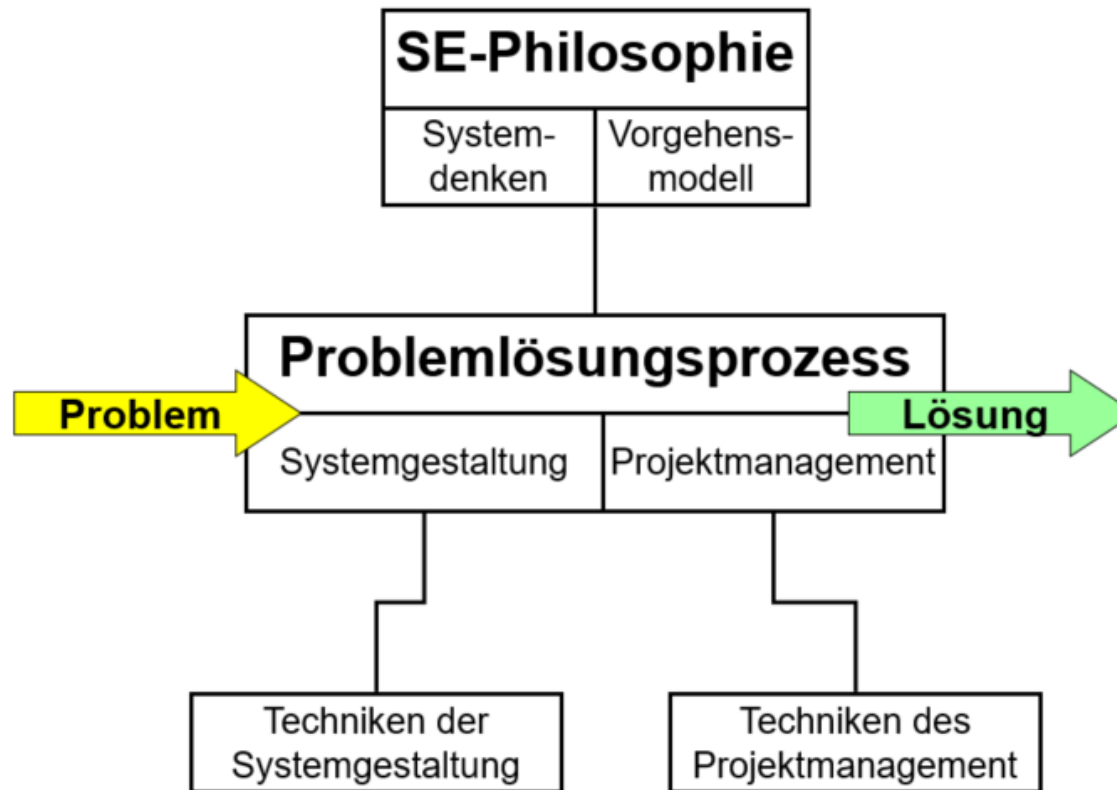 SE-Philosophie
System-
denken
Vorgehens-
modell
Problemlösungsprozess
Problem
Lösung
Systemgestaltung
Projektmanagement
Techniken der
Systemgestaltung
Techniken des
Projektmanagement